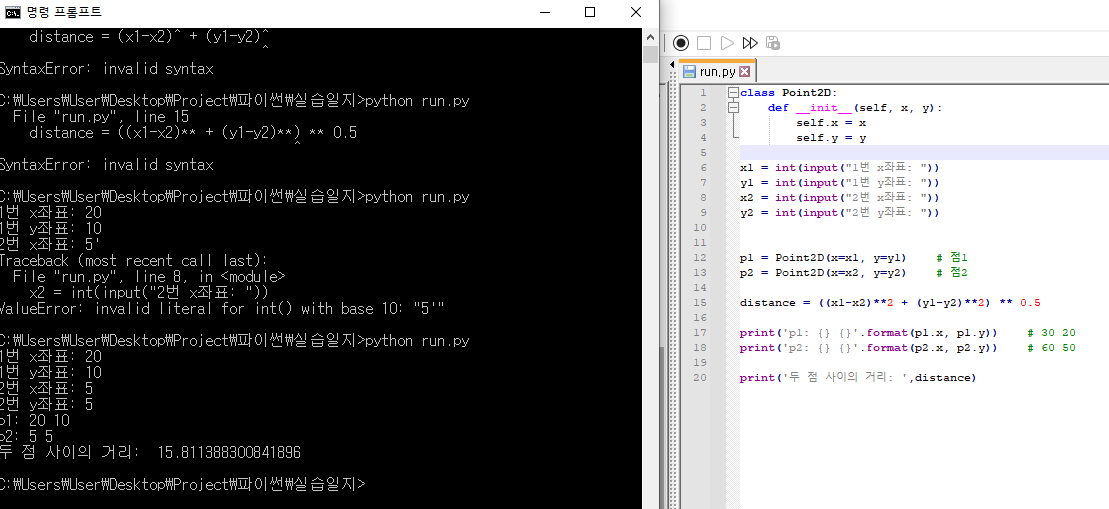 명령 프롬프트
distance = (x1-x2)^ + (y1-y2)^
^
SyntaxError: invalid syntax
C:\Users\User\Desktop\Project\파이썬\실습일지>python run.py
File "run.py", line 15
distance = ((x1-x2)** + (y1-y2)**) ** 0.5
^
SyntaxError: invalid syntax
C:\Users\User\Desktop\Project\파이썬\실습일지>python run.py
1번 x좌표: 20
1번 y좌표: 10
2번 x좌표: 5'
Traceback (most recent call last):
File "run.py", line 8, in <module>
x2 = int(input("2번 x좌표: "))
ValueError: invalid literal for int() with base 10: "5'"
C:\Users\User\Desktop\Project\파이썬\실습일지>python run.py
1번 x좌표: 20
1번 y좌표: 10
2번 x좌표: 5
2번 y좌표: 5
p1: 20 10
p2: 5 5
두 점 사이의 거리:  15.811388300841896
C:\Users\User\Desktop\Project\파이썬\실습일지>
run.py
1 class Point2D:
2 def __init__(self, x, y):
3 self.x = x
4 self.y = y
5
6 x1 = int(input("1번 x좌표: "))
7 y1 = int(input("1번 y좌표: "))
8 x2 = int(input("2번 x좌표: "))
9 y2 = int(input("2번 y좌표: "))
10
11
12 p1 = Point2D(x=x1, y=y1) # 점1
13 p2 = Point2D(x=x2, y=y2) # 점2
14
15 distance = ((x1-x2)**2 + (y1-y2)**2) ** 0.5
16
17 print('p1: {} {}'.format(p1.x, p1.y)) # 30 20
18 print('p2: {} {}'.format(p2.x, p2.y)) # 60 50
19
20 print('두 점 사이의 거리: ',distance)